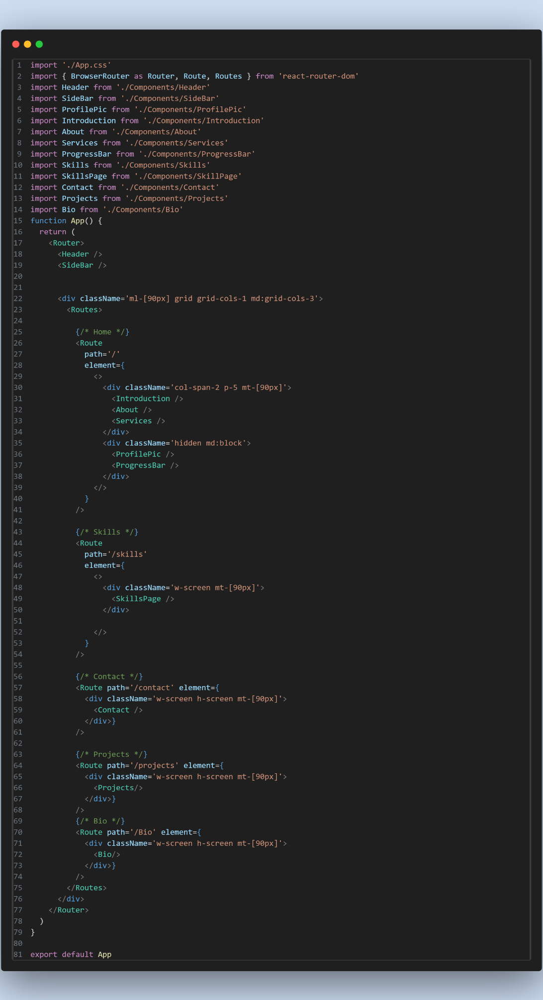 1 import './App.css'
2 import { BrowserRouter as Router, Route, Routes } from 'react-router-dom'
3 import Header from './Components/Header'
4 import SideBar from './Components/SideBar'
5 import ProfilePic from './Components/ProfilePic'
6 import Introduction from './Components/Introduction'
7 import About from './Components/About'
8 import Services from './Components/Services'
9 import ProgressBar from './Components/ProgressBar'
10 import Skills from './Components/Skills'
11 import SkillsPage from './Components/SkillPage'
12 import Contact from './Components/Contact'
13 import Projects from './Components/Projects'
14 import Bio from './Components/Bio'
15 function App() {
16   return (
17     <Router>
18       <Header />
19       <SideBar />
20
21
22       <div className='ml-[90px] grid grid-cols-1 md:grid-cols-3'>
23         <Routes>
24
25           {/* Home */}
26           <Route
27             path='/'
28             element={
29               <>
30                 <div className='col-span-2 p-5 mt-[90px]'>
31                   <Introduction />
32                   <About />
33                   <Services />
34                 </div>
35                 <div className='hidden md:block'>
36                   <ProfilePic />
37                   <ProgressBar />
38                 </div>
39               </>
40             }
41           />
42
43           {/* Skills */}
44           <Route
45             path='/skills'
46             element={
47               <>
48                 <div className='w-screen mt-[90px]'>
49                   <SkillsPage />
50                 </div>
51
52               </>
53             }
54           />
55
56           {/* Contact */}
57           <Route path='/contact' element={
58             <div className='w-screen h-screen mt-[90px]'>
59               <Contact />
60             </div>}
61           />
62
63           {/* Projects */}
64           <Route path='/projects' element={
65             <div className='w-screen h-screen mt-[90px]'>
66               <Projects/>
67             </div>}
68           />
69           {/* Bio */}
70           <Route path='/Bio' element={
71             <div className='w-screen h-screen mt-[90px]'>
72               <Bio/>
73             </div>}
74           />
75         </Routes>
76       </div>
77     </Router>
78   )
79 }
80
81 export default App